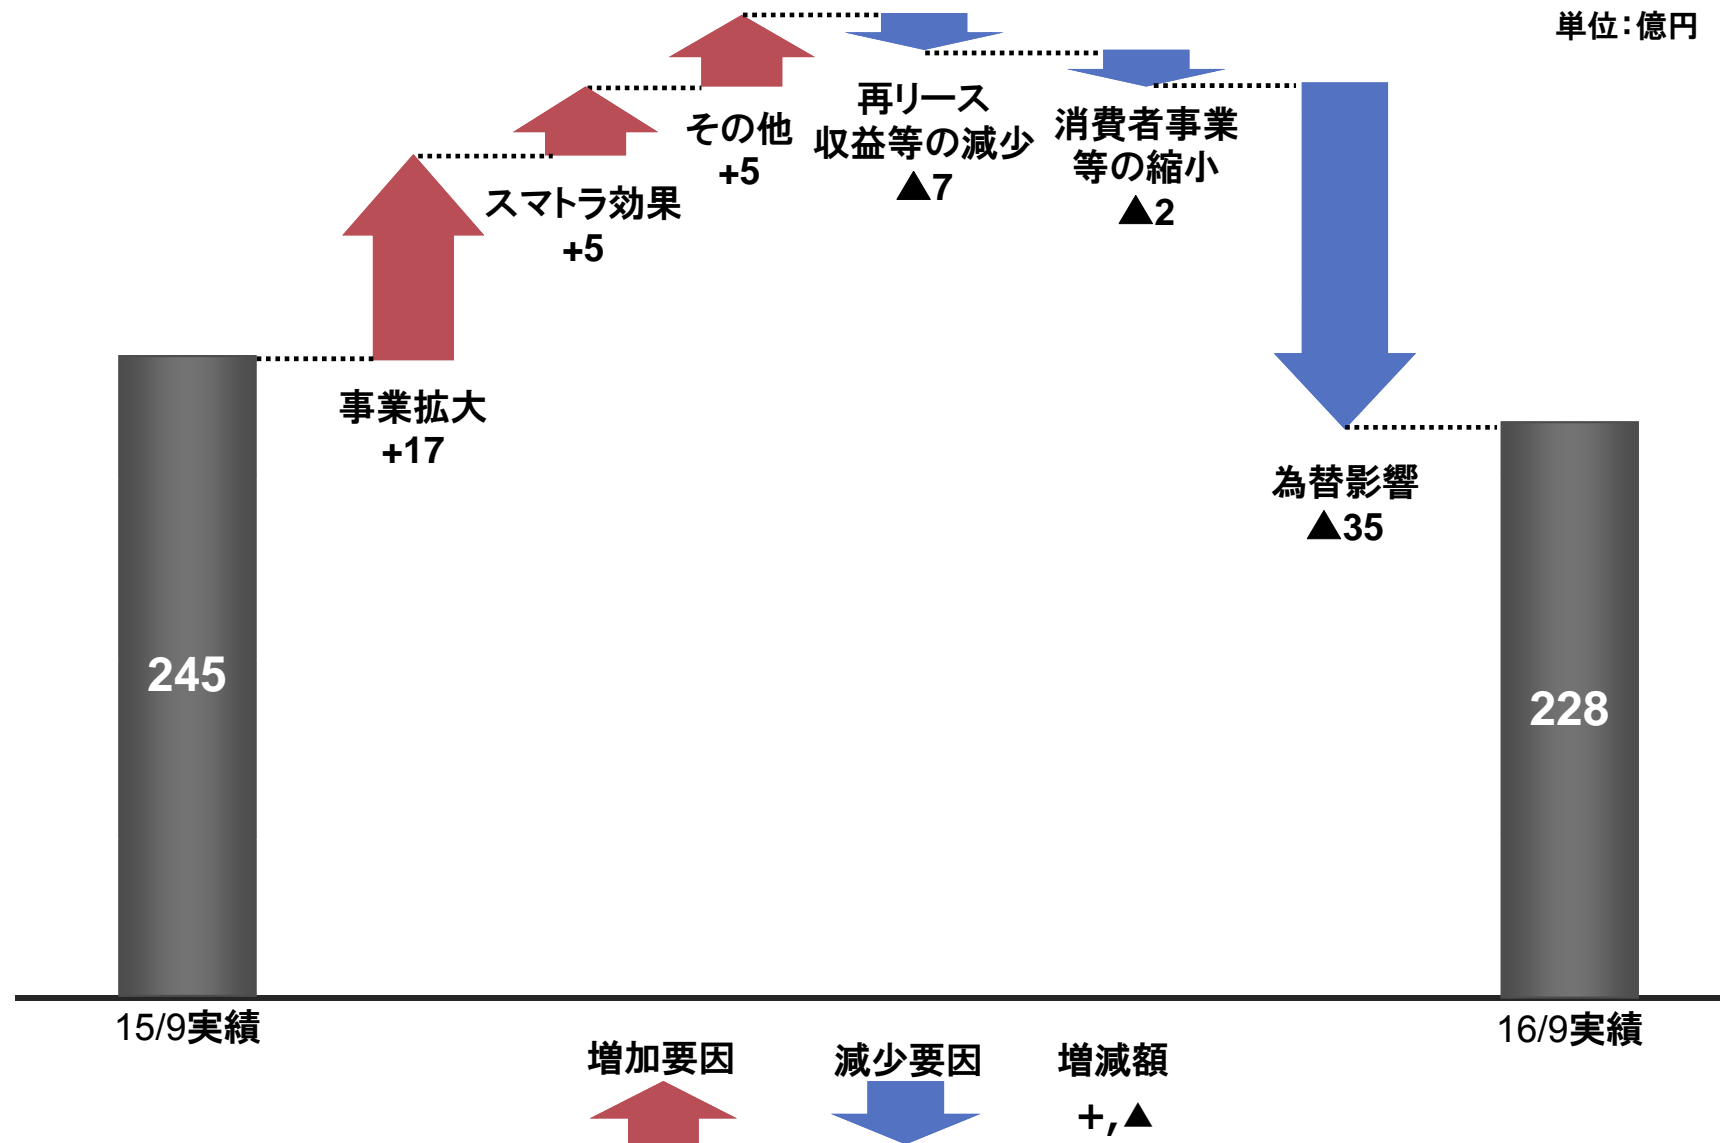 単位：億円
その他
+5
再リース
収益等の減少
▲7
消費者事業
等の縮小
▲2
スマトラ効果
+5
事業拡大
+17
為替影響
▲35
245
228
15/9実績
16/9実績
増加要因
減少要因
増減額
+,▲